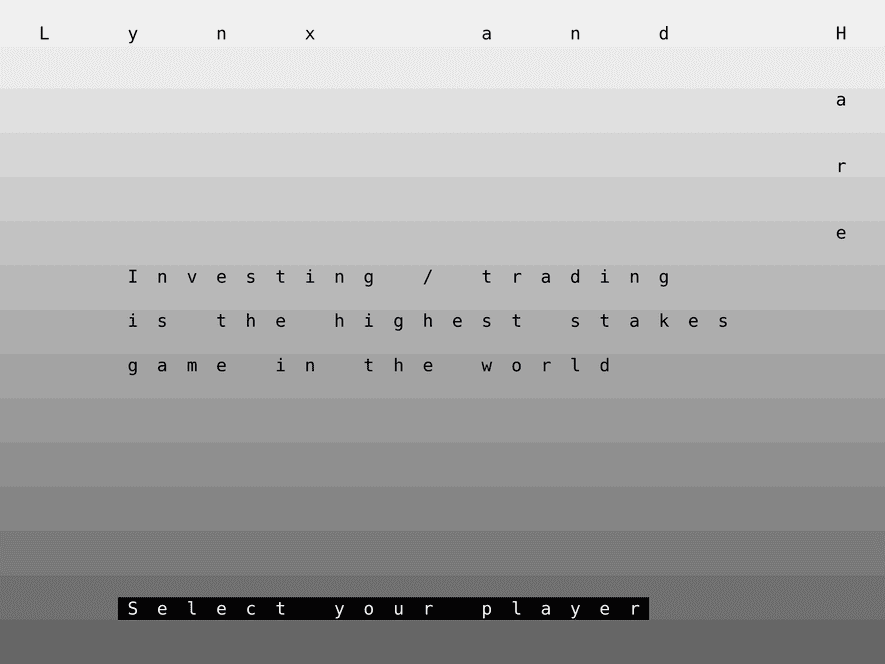 Lynx and Hare
Investing / trading
is the highest stakes
game in the world
Select your player